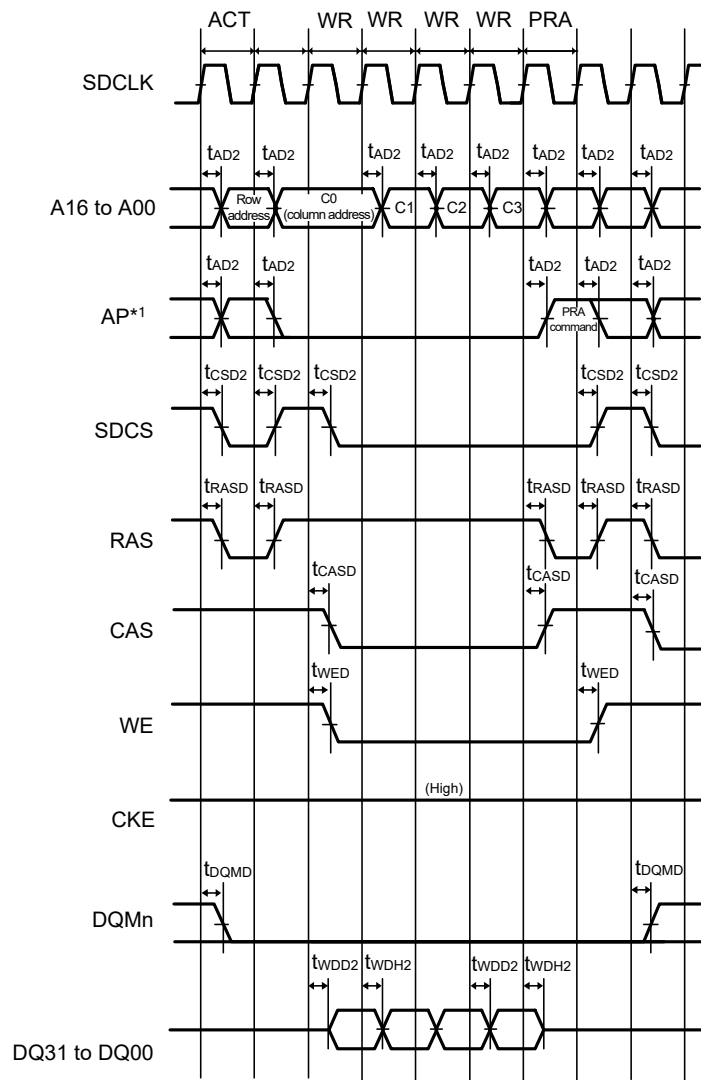 ACT WR WR WR WR PRA
SDCLK
tAD2 tAD2 tAD2 tAD2 tAD2 tAD2 tAD2 tAD2
A16 to A00
Row address
C0 (column address)
C1 C2 C3
tAD2 tAD2 tAD2 tAD2 tAD2
AP*1
PRA command
tCSD2 tCSD2 tCSD2 tCSD2 tCSD2
SDCS
tRASD tRASD tRASD tRASD tRASD
RAS
tCASD tCASD tCASD
CAS
tWED tWED
WE
(High)
CKE
tDQMD tDQMD
DQMn
tWDD2 tWDH2 tWDD2 tWDH2
DQ31 to DQ00